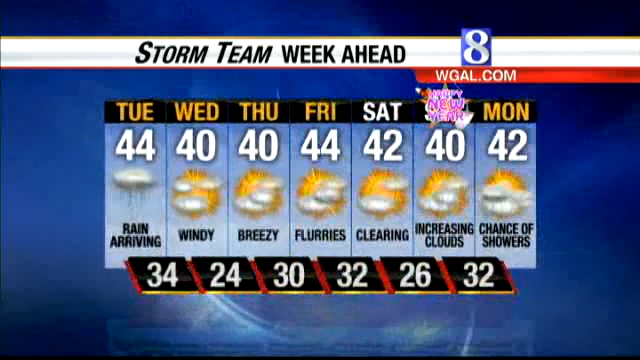 STORM TEAM WEEK AHEAD 8
WGAL.COM
TUE WED THU FRI SAT HAPPY NEW YEAR MON
44 40 40 44 42 40 42
RAIN ARRIVING WINDY BREEZY FLURRIES CLEARING INCREASING CLOUDS CHANCE OF SHOWERS
34 24 30 32 26 32